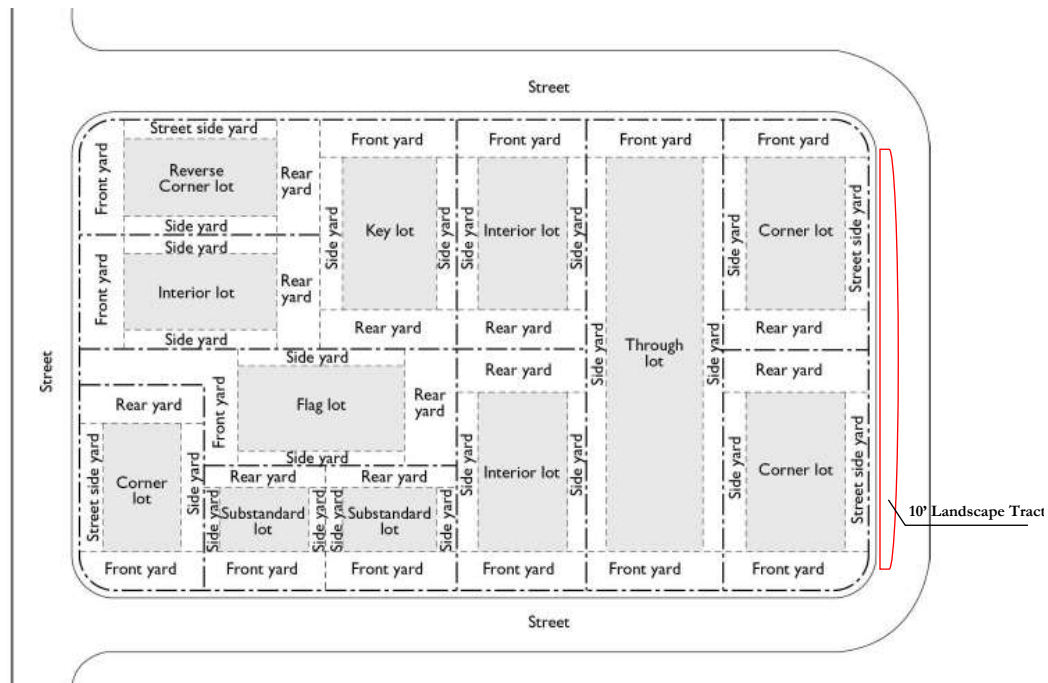 Street
Street side yard
Front yard
Reverse
Corner lot
Rear
yard
Side yard
Front yard
Side yard
Key lot
Side yard
Rear yard
Front yard
Side yard
Interior lot
Side yard
Rear yard
Front yard
Front yard
Side yard
Corner lot
Street side yard
Rear yard
Side yard
Front yard
Interior lot
Rear
yard
Side yard
Side yard
Through
lot
Side yard
Street
Rear yard
Street side yard
Corner
lot
Side yard
Front yard
Side yard
Front yard
Flag lot
Rear
yard
Side yard
Rear yard
Side yard
Substandard
lot
Side yard
Front yard
Rear yard
Side yard
Substandard
lot
Side yard
Front yard
Rear yard
Side yard
Interior lot
Side yard
Front yard
Front yard
Rear yard
Side yard
Corner lot
Street side yard
Front yard
10’ Landscape Tract
Street